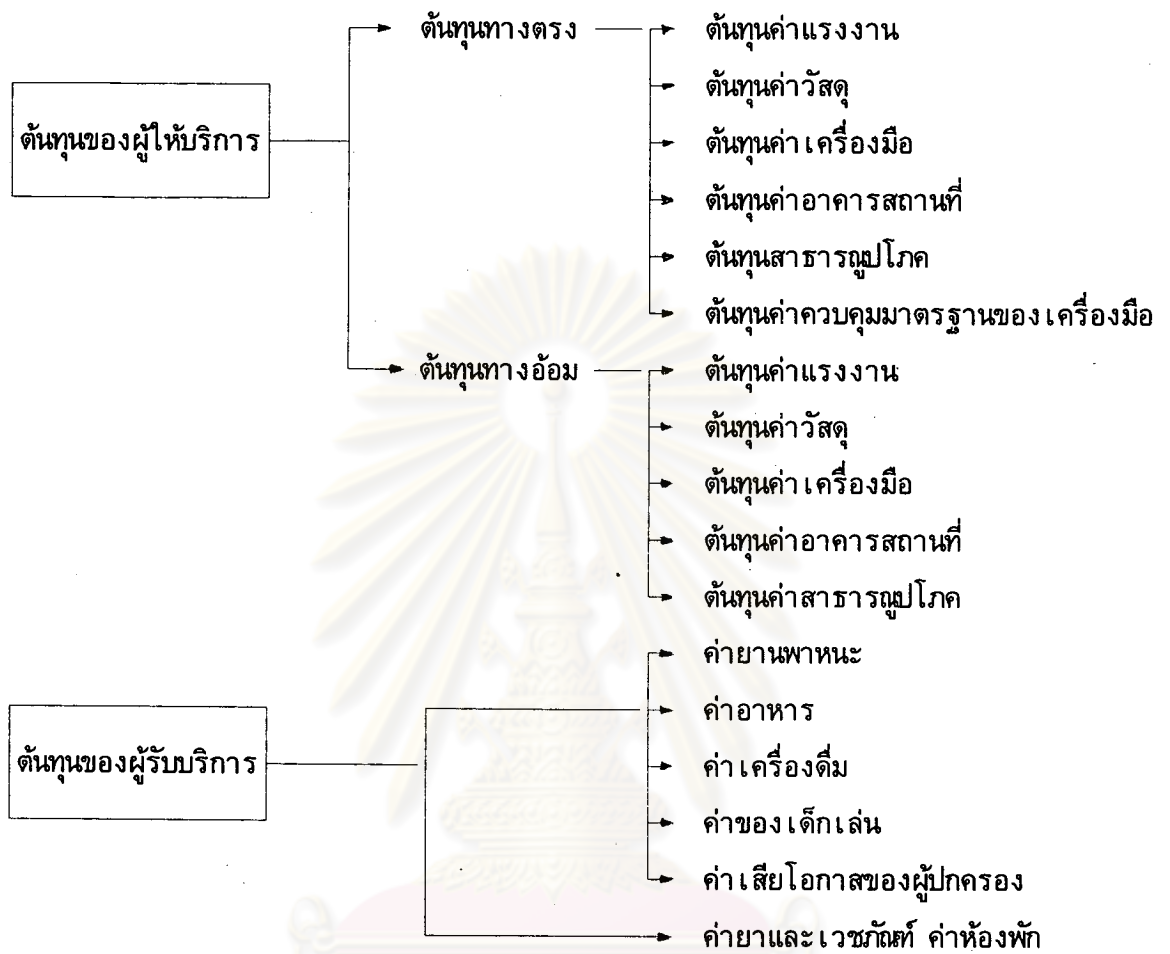 ต้นทุนของผู้ให้บริการ
ต้นทุนทางตรง
ต้นทุนค่าแรงงาน
ต้นทุนค่าวัสดุ
ต้นทุนค่าเครื่องมือ
ต้นทุนค่าอาคารสถานที่
ต้นทุนสาธารณูปโภค
ต้นทุนค่าควบคุมมาตรฐานของเครื่องมือ
ต้นทุนทางอ้อม
ต้นทุนค่าแรงงาน
ต้นทุนค่าวัสดุ
ต้นทุนค่าเครื่องมือ
ต้นทุนค่าอาคารสถานที่
ต้นทุนค่าสาธารณูปโภค
ต้นทุนของผู้รับบริการ
ค่ายานพาหนะ
ค่าอาหาร
ค่าเครื่องดื่ม
ค่าของเด็กเล่น
ค่าเสียโอกาสของผู้ปกครอง
ค่ายาและเวชภัณฑ์ ค่าห้องพัก